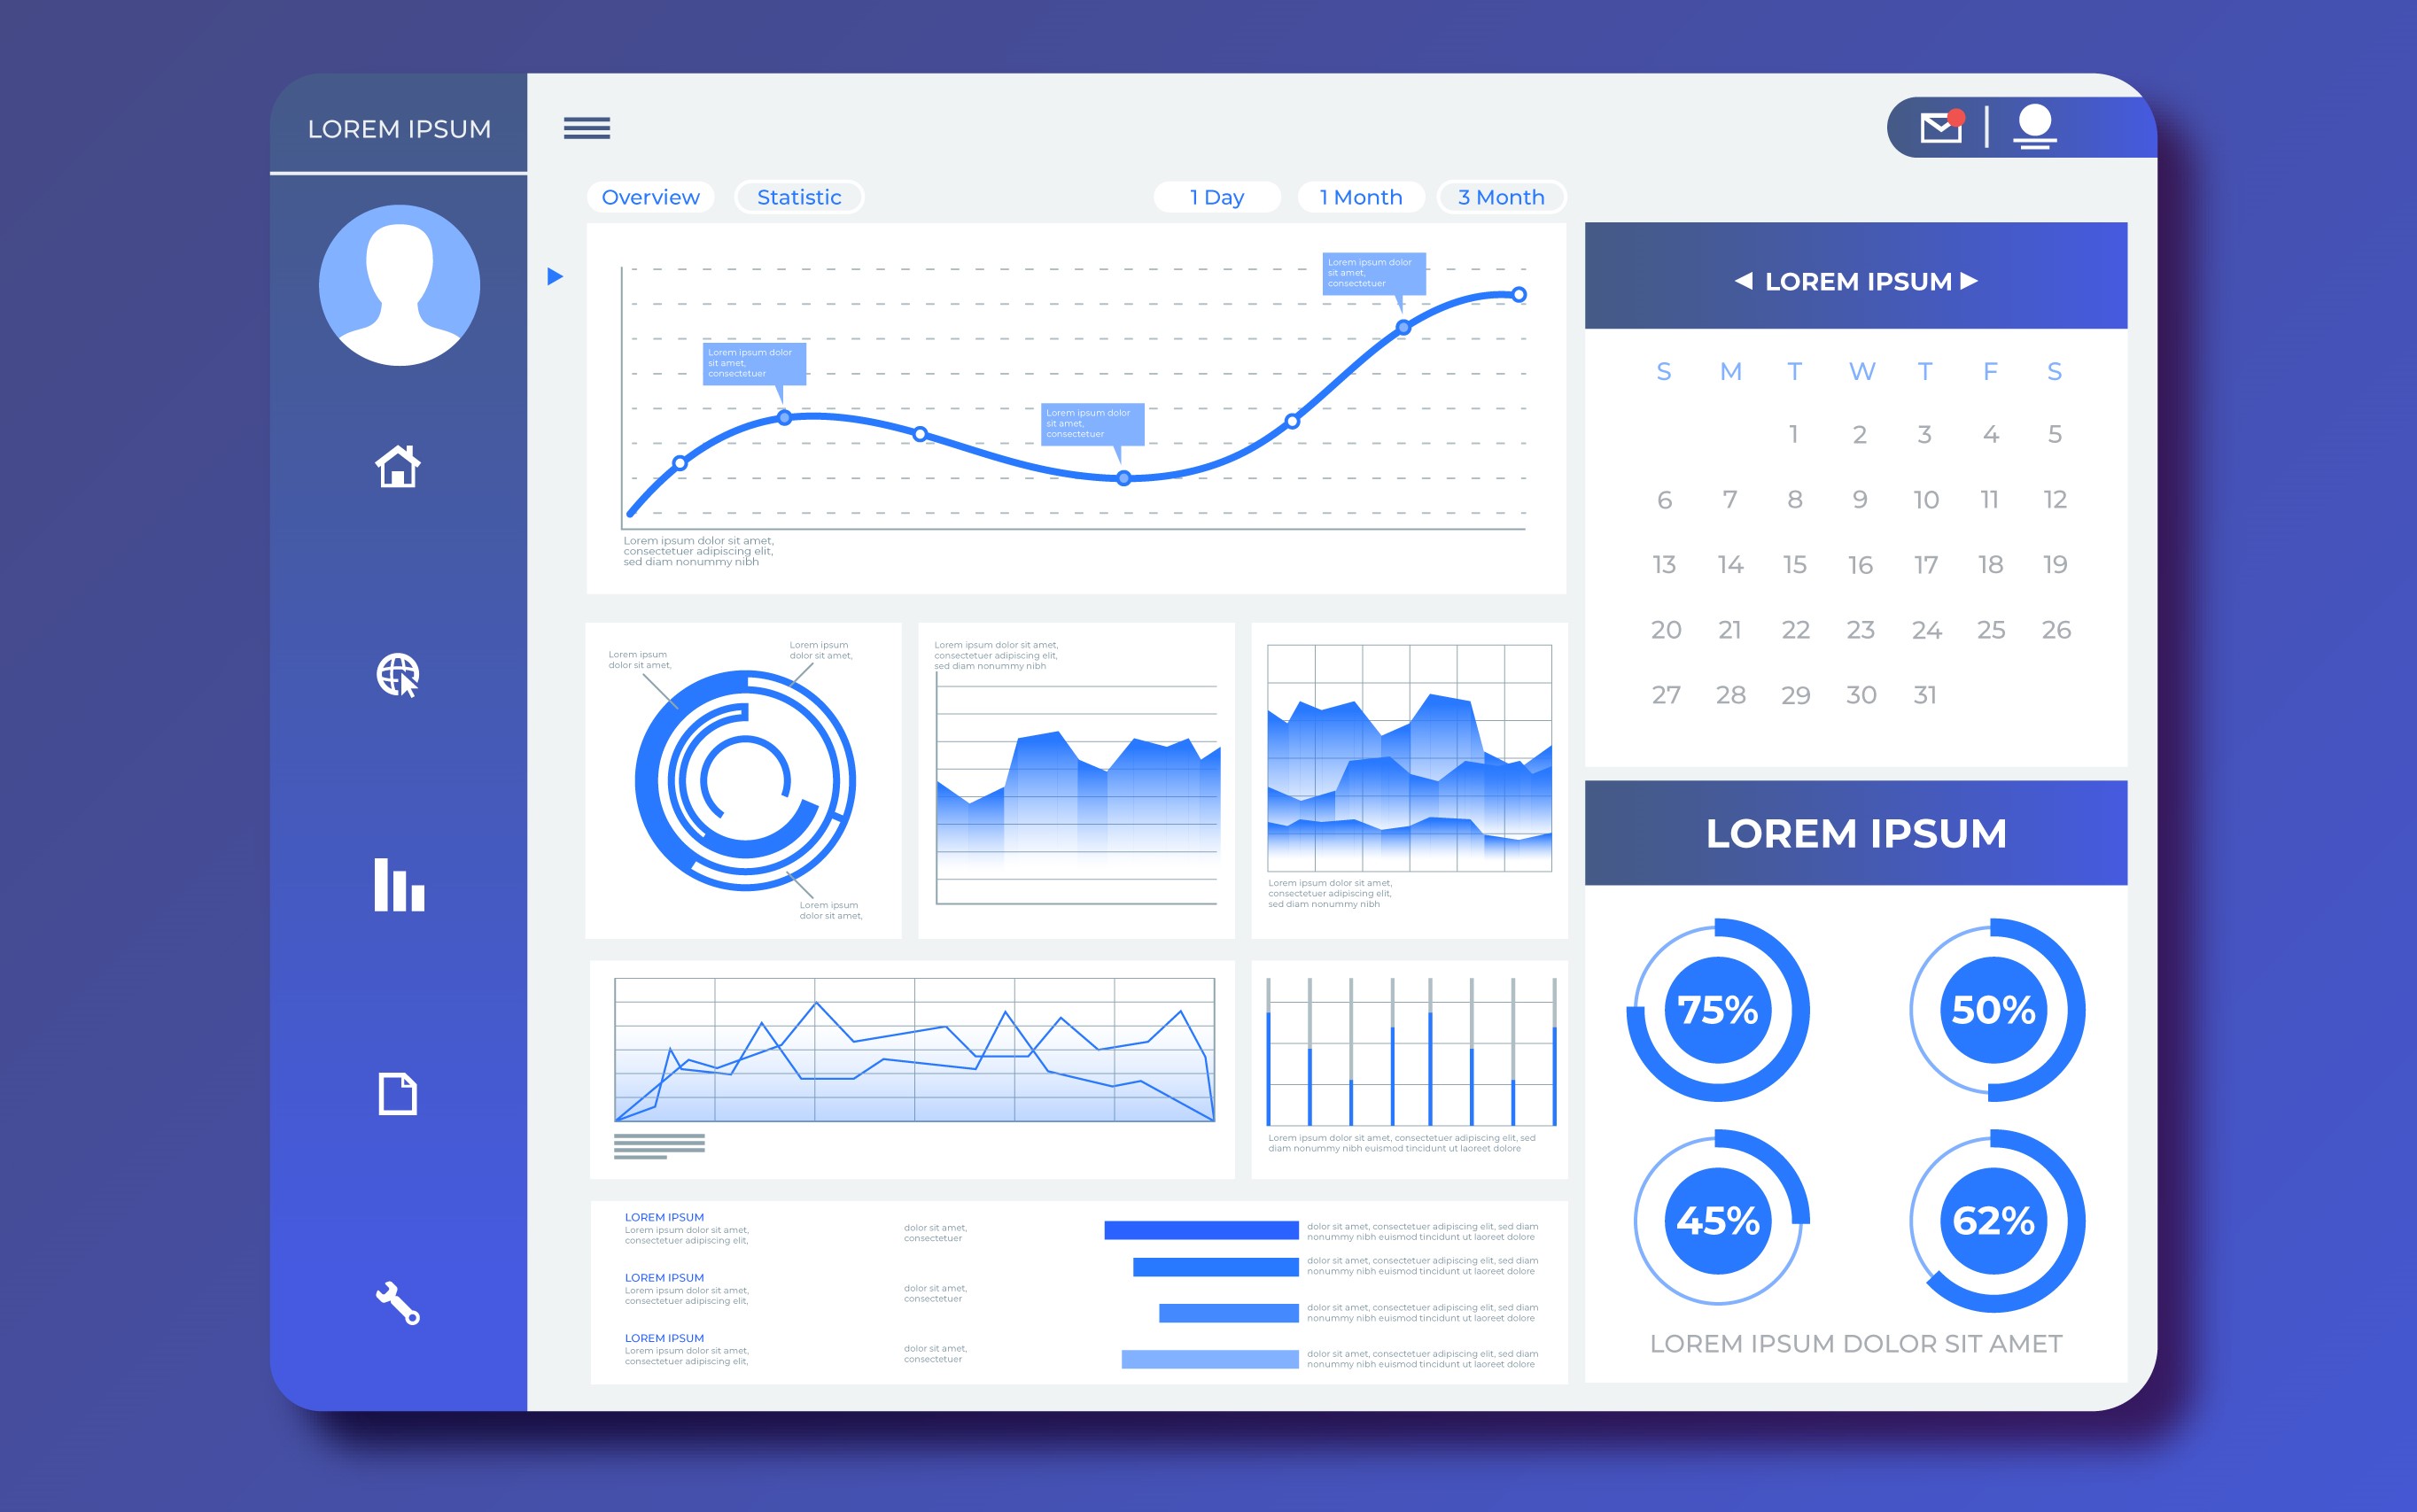 LOREM IPSUM
Overview
Statistic
1 Day
1 Month
3 Month
Lorem ipsum dolor
sit amet,
consectetuer
Lorem ipsum dolor
sit amet,
consectetuer
Lorem ipsum dolor
sit amet,
consectetuer
Lorem ipsum dolor sit amet,
consectetuer adipiscing elit,
sed diam nonummy nibh
Lorem ipsum
dolor sit amet,
Lorem ipsum
dolor sit amet,
Lorem ipsum
dolor sit amet,
Lorem ipsum dolor sit amet,
consectetuer adipiscing elit,
sed diam nonummy nibh
Lorem ipsum dolor sit amet,
consectetuer adipiscing elit,
sed diam nonummy nibh
Lorem ipsum dolor sit amet, consectetuer adipiscing elit, sed
diam nonummy nibh euismod tincidunt ut laoreet dolore
LOREM IPSUM
Lorem ipsum dolor sit amet,
consectetuer adipiscing elit,
dolor sit amet,
consectetuer
LOREM IPSUM
Lorem ipsum dolor sit amet,
consectetuer adipiscing elit,
dolor sit amet,
consectetuer
LOREM IPSUM
Lorem ipsum dolor sit amet,
consectetuer adipiscing elit,
dolor sit amet,
consectetuer
dolor sit amet, consectetuer adipiscing elit, sed diam
nonummy nibh euismod tincidunt ut laoreet dolore
dolor sit amet, consectetuer adipiscing elit, sed diam
nonummy nibh euismod tincidunt ut laoreet dolore
dolor sit amet, consectetuer adipiscing elit, sed diam
nonummy nibh euismod tincidunt ut laoreet dolore
dolor sit amet, consectetuer adipiscing elit, sed diam
nonummy nibh euismod tincidunt ut laoreet dolore
LOREM IPSUM
S M T W T F S
1 2 3 4 5
6 7 8 9 10 11 12
13 14 15 16 17 18 19
20 21 22 23 24 25 26
27 28 29 30 31
LOREM IPSUM
75% 50%
45% 62%
LOREM IPSUM DOLOR SIT AMET